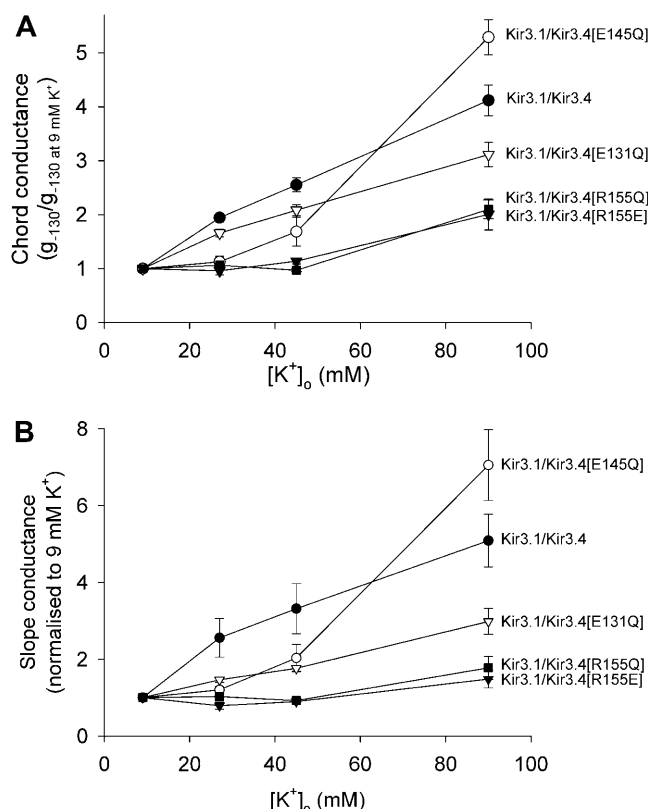 A
Chord conductance
(g-130/g-130 at 9 mM K+)
5
4
3
2
1
0
Kir3.1/Kir3.4[E145Q]
Kir3.1/Kir3.4
Kir3.1/Kir3.4[E131Q]
Kir3.1/Kir3.4[R155Q]
Kir3.1/Kir3.4[R155E]
0 20 40 60 80 100
[K+]o (mM)
B
Slope conductance
(normalised to 9 mM K+)
8
6
4
2
0
Kir3.1/Kir3.4[E145Q]
Kir3.1/Kir3.4
Kir3.1/Kir3.4[E131Q]
Kir3.1/Kir3.4[R155Q]
Kir3.1/Kir3.4[R155E]
0 20 40 60 80 100
[K+]o (mM)